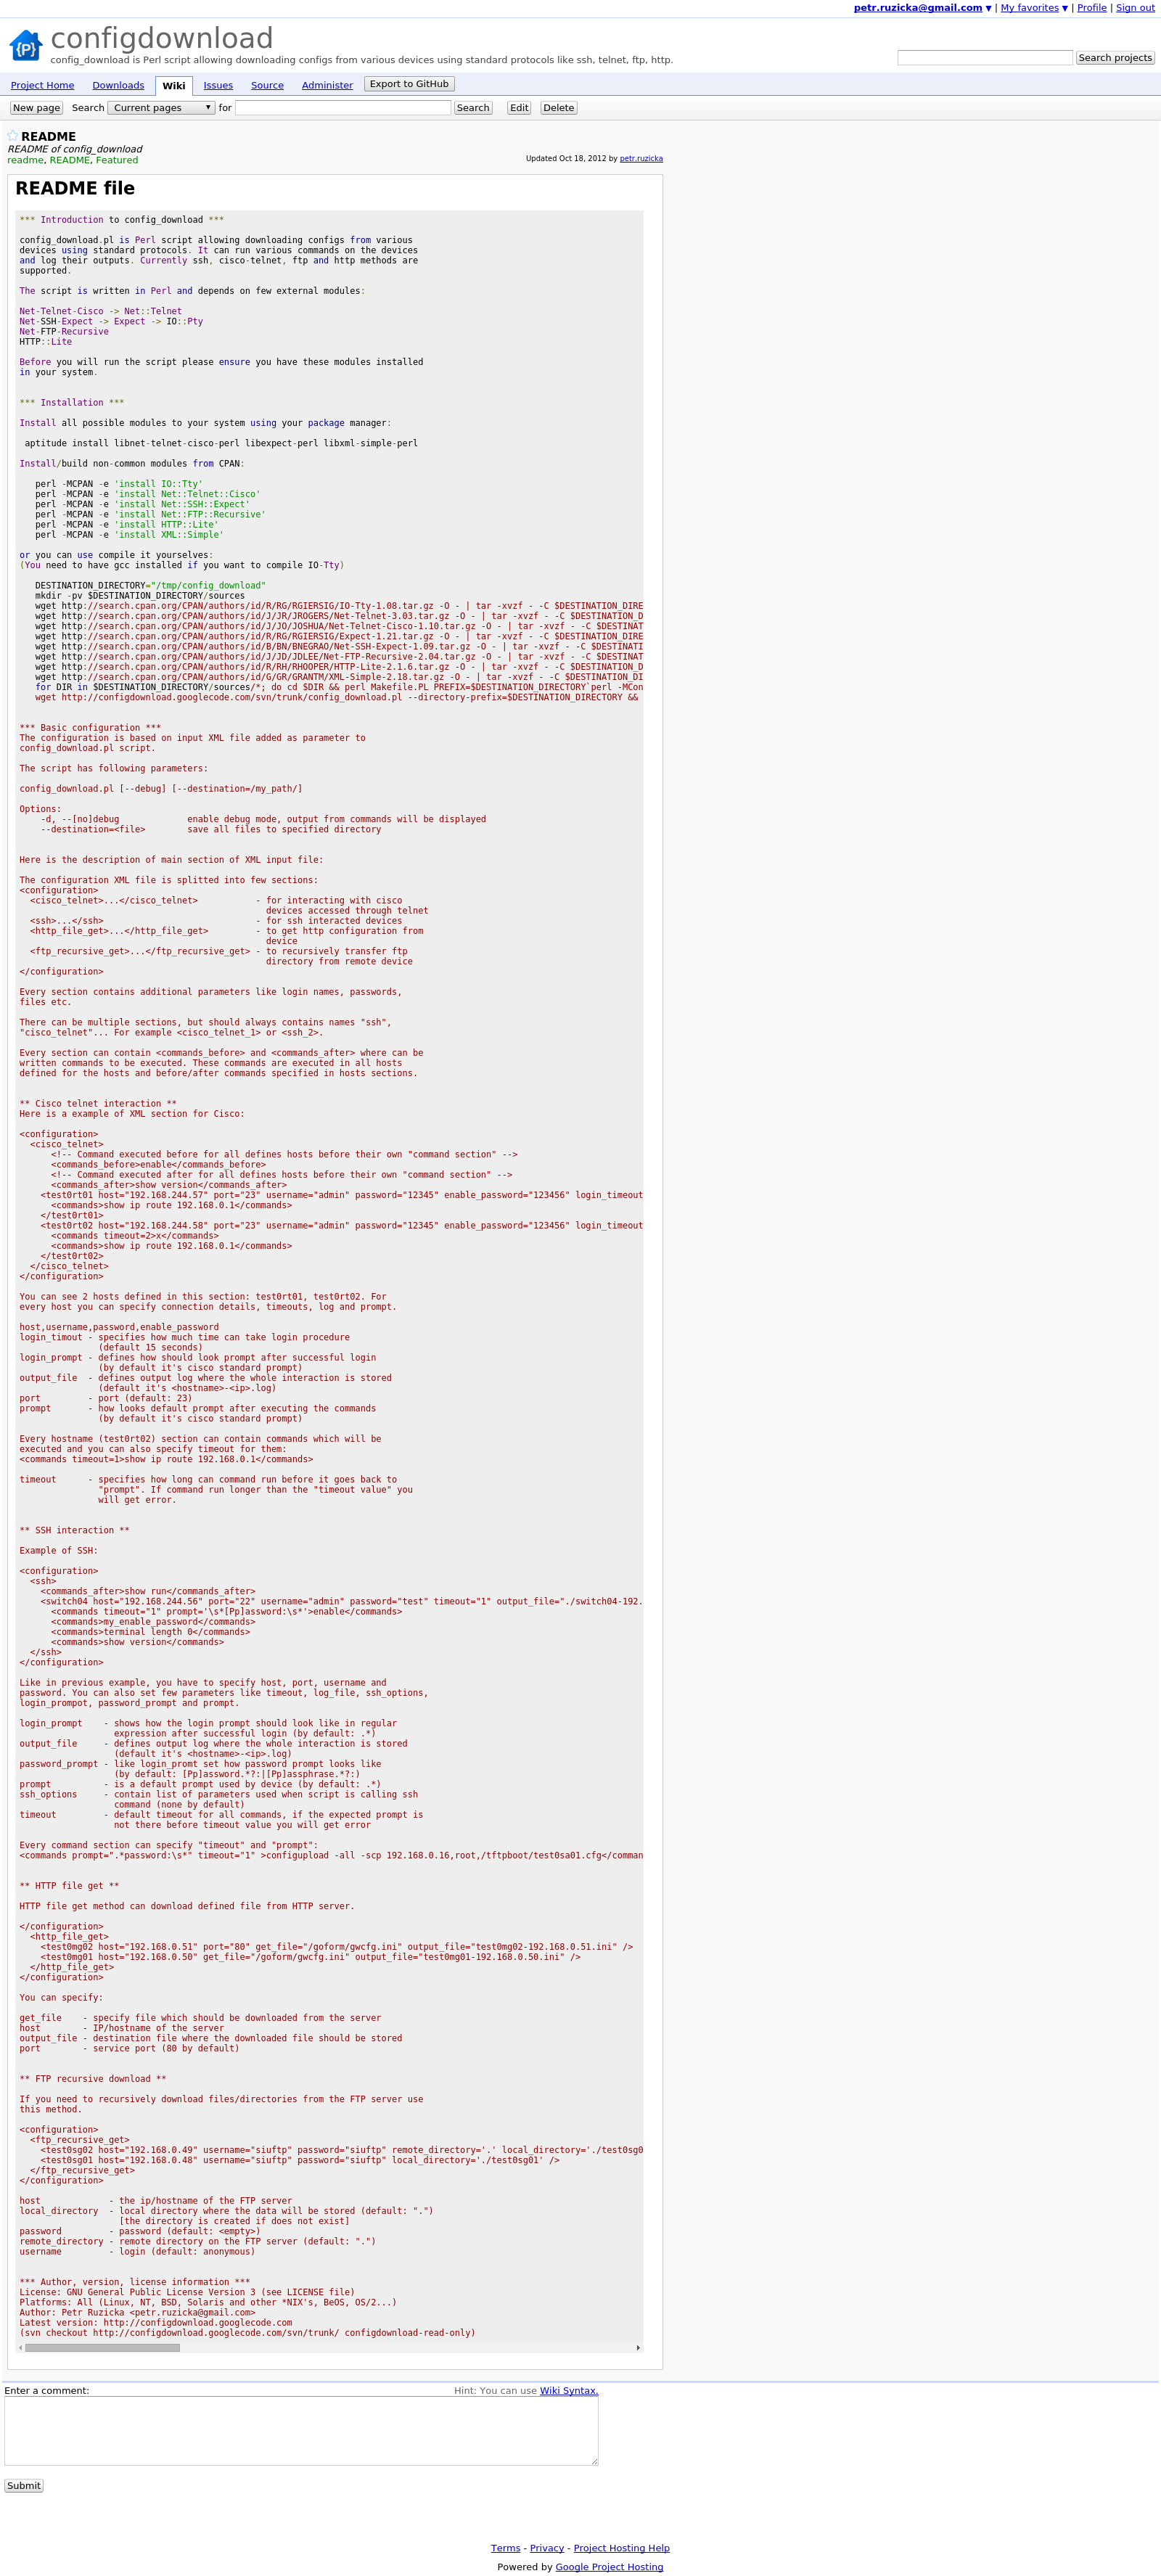 petr.ruzicka@gmail.com ▼ | My favorites ▼ | Profile | Sign out
configdownload
config_download is Perl script allowing downloading configs from various devices using standard protocols like ssh, telnet, ftp, http.
Search projects
Project Home Downloads Wiki Issues Source Administer Export to GitHub
New page Search Current pages ▼ for Search Edit Delete
README
README of config_download
readme, README, Featured
Updated Oct 18, 2012 by petr.ruzicka
README file
*** Introduction to config_download ***
config_download.pl is Perl script allowing downloading configs from various
devices using standard protocols. It can run various commands on the devices
and log their outputs. Currently ssh, cisco-telnet, ftp and http methods are
supported.
The script is written in Perl and depends on few external modules:
Net-Telnet-Cisco -> Net::Telnet
Net-SSH-Expect -> Expect -> IO::Pty
Net-FTP-Recursive
HTTP::Lite
Before you will run the script please ensure you have these modules installed
in your system.
*** Installation ***
Install all possible modules to your system using your package manager:
aptitude install libnet-telnet-cisco-perl libexpect-perl libxml-simple-perl
Install/build non-common modules from CPAN:
perl -MCPAN -e 'install IO::Tty'
perl -MCPAN -e 'install Net::Telnet::Cisco'
perl -MCPAN -e 'install Net::SSH::Expect'
perl -MCPAN -e 'install Net::FTP::Recursive'
perl -MCPAN -e 'install HTTP::Lite'
perl -MCPAN -e 'install XML::Simple'
or you can use compile it yourselves:
(You need to have gcc installed if you want to compile IO-Tty)
DESTINATION_DIRECTORY="/tmp/config_download"
mkdir -pv $DESTINATION_DIRECTORY/sources
wget http://search.cpan.org/CPAN/authors/id/R/RG/RGIERSIG/IO-Tty-1.08.tar.gz -O - | tar -xvzf - -C $DESTINATION_DIRE
wget http://search.cpan.org/CPAN/authors/id/J/JR/JROGERS/Net-Telnet-3.03.tar.gz -O - | tar -xvzf - -C $DESTINATION_D
wget http://search.cpan.org/CPAN/authors/id/J/JO/JOSHUA/Net-Telnet-Cisco-1.10.tar.gz -O - | tar -xvzf - -C $DESTINAT
wget http://search.cpan.org/CPAN/authors/id/R/RG/RGIERSIG/Expect-1.21.tar.gz -O - | tar -xvzf - -C $DESTINATION_DIRE
wget http://search.cpan.org/CPAN/authors/id/B/BN/BNEGRAO/Net-SSH-Expect-1.09.tar.gz -O - | tar -xvzf - -C $DESTINATI
wget http://search.cpan.org/CPAN/authors/id/J/JD/JDLEE/Net-FTP-Recursive-2.04.tar.gz -O - | tar -xvzf - -C $DESTINAT
wget http://search.cpan.org/CPAN/authors/id/R/RH/RHOOPER/HTTP-Lite-2.1.6.tar.gz -O - | tar -xvzf - -C $DESTINATION_D
wget http://search.cpan.org/CPAN/authors/id/G/GR/GRANTM/XML-Simple-2.18.tar.gz -O - | tar -xvzf - -C $DESTINATION_DI
for DIR in $DESTINATION_DIRECTORY/sources/*; do cd $DIR && perl Makefile.PL PREFIX=$DESTINATION_DIRECTORY`perl -MCon
wget http://configdownload.googlecode.com/svn/trunk/config_download.pl --directory-prefix=$DESTINATION_DIRECTORY &&
*** Basic configuration ***
The configuration is based on input XML file added as parameter to
config_download.pl script.
The script has following parameters:
config_download.pl [--debug] [--destination=/my_path/]
Options:
-d, --[no]debug enable debug mode, output from commands will be displayed
--destination=<file> save all files to specified directory
Here is the description of main section of XML input file:
The configuration XML file is splitted into few sections:
<configuration>
<cisco_telnet>...</cisco_telnet> - for interacting with cisco
devices accessed through telnet
<ssh>...</ssh> - for ssh interacted devices
<http_file_get>...</http_file_get> - to get http configuration from
device
<ftp_recursive_get>...</ftp_recursive_get> - to recursively transfer ftp
directory from remote device
</configuration>
Every section contains additional parameters like login names, passwords,
files etc.
There can be multiple sections, but should always contains names "ssh",
"cisco_telnet"... For example <cisco_telnet_1> or <ssh_2>.
Every section can contain <commands_before> and <commands_after> where can be
written commands to be executed. These commands are executed in all hosts
defined for the hosts and before/after commands specified in hosts sections.
** Cisco telnet interaction **
Here is a example of XML section for Cisco:
<configuration>
<cisco_telnet>
<!-- Command executed before for all defines hosts before their own "command section" -->
<commands_before>enable</commands_before>
<!-- Command executed after for all defines hosts before their own "command section" -->
<commands_after>show version</commands_after>
<test0rt01 host="192.168.244.57" port="23" username="admin" password="12345" enable_password="123456" login_timeout
<commands>show ip route 192.168.0.1</commands>
</test0rt01>
<test0rt02 host="192.168.244.58" port="23" username="admin" password="12345" enable_password="123456" login_timeout
<commands timeout=2>x</commands>
<commands>show ip route 192.168.0.1</commands>
</test0rt02>
</cisco_telnet>
</configuration>
You can see 2 hosts defined in this section: test0rt01, test0rt02. For
every host you can specify connection details, timeouts, log and prompt.
host,username,password,enable_password
login_timout - specifies how much time can take login procedure
(default 15 seconds)
login_prompt - defines how should look prompt after successful login
(by default it's cisco standard prompt)
output_file - defines output log where the whole interaction is stored
(default it's <hostname>-<ip>.log)
port - port (default: 23)
prompt - how looks default prompt after executing the commands
(by default it's cisco standard prompt)
Every hostname (test0rt02) section can contain commands which will be
executed and you can also specify timeout for them:
<commands timeout=1>show ip route 192.168.0.1</commands>
timeout - specifies how long can command run before it goes back to
"prompt". If command run longer than the "timeout value" you
will get error.
** SSH interaction **
Example of SSH:
<configuration>
<ssh>
<commands_after>show run</commands_after>
<switch04 host="192.168.244.56" port="22" username="admin" password="test" timeout="1" output_file="./switch04-192.
<commands timeout="1" prompt='\s*[Pp]assword:\s*'>enable</commands>
<commands>my_enable_password</commands>
<commands>terminal length 0</commands>
<commands>show version</commands>
</ssh>
</configuration>
Like in previous example, you have to specify host, port, username and
password. You can also set few parameters like timeout, log_file, ssh_options,
login_prompot, password_prompt and prompt.
login_prompt - shows how the login prompt should look like in regular
expression after successful login (by default: .*)
output_file - defines output log where the whole interaction is stored
(default it's <hostname>-<ip>.log)
password_prompt - like login_promt set how password prompt looks like
(by default: [Pp]assword.*?:|[Pp]assphrase.*?:)
prompt - is a default prompt used by device (by default: .*)
ssh_options - contain list of parameters used when script is calling ssh
command (none by default)
timeout - default timeout for all commands, if the expected prompt is
not there before timeout value you will get error
Every command section can specify "timeout" and "prompt":
<commands prompt=".*password:\s*" timeout="1" >configupload -all -scp 192.168.0.16,root,/tftpboot/test0sa01.cfg</comman
** HTTP file get **
HTTP file get method can download defined file from HTTP server.
</configuration>
<http_file_get>
<test0mg02 host="192.168.0.51" port="80" get_file="/goform/gwcfg.ini" output_file="test0mg02-192.168.0.51.ini" />
<test0mg01 host="192.168.0.50" get_file="/goform/gwcfg.ini" output_file="test0mg01-192.168.0.50.ini" />
</http_file_get>
</configuration>
You can specify:
get_file - specify file which should be downloaded from the server
host - IP/hostname of the server
output_file - destination file where the downloaded file should be stored
port - service port (80 by default)
** FTP recursive download **
If you need to recursively download files/directories from the FTP server use
this method.
<configuration>
<ftp_recursive_get>
<test0sg02 host="192.168.0.49" username="siuftp" password="siuftp" remote_directory='.' local_directory='./test0sg0
<test0sg01 host="192.168.0.48" username="siuftp" password="siuftp" local_directory='./test0sg01' />
</ftp_recursive_get>
</configuration>
host - the ip/hostname of the FTP server
local_directory - local directory where the data will be stored (default: ".")
[the directory is created if does not exist]
password - password (default: <empty>)
remote_directory - remote directory on the FTP server (default: ".")
username - login (default: anonymous)
*** Author, version, license information ***
License: GNU General Public License Version 3 (see LICENSE file)
Platforms: All (Linux, NT, BSD, Solaris and other *NIX's, BeOS, OS/2...)
Author: Petr Ruzicka <petr.ruzicka@gmail.com>
Latest version: http://configdownload.googlecode.com
(svn checkout http://configdownload.googlecode.com/svn/trunk/ configdownload-read-only)
Enter a comment: Hint: You can use Wiki Syntax.
Submit
Terms - Privacy - Project Hosting Help
Powered by Google Project Hosting